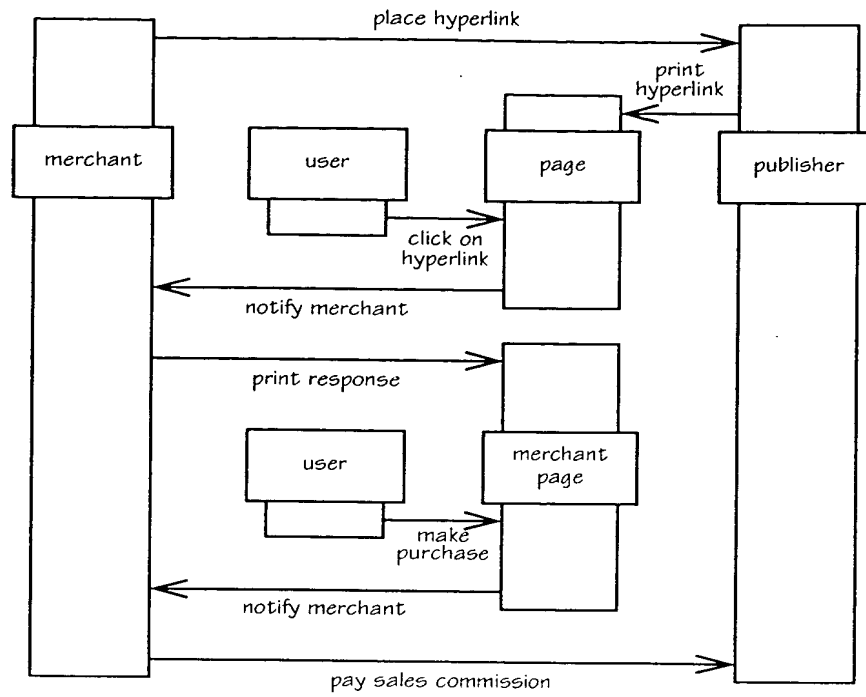 place hyperlink
print
hyperlink
merchant
user
page
publisher
click on
hyperlink
notify merchant
print response
user
merchant
page
make
purchase
notify merchant
pay sales commission